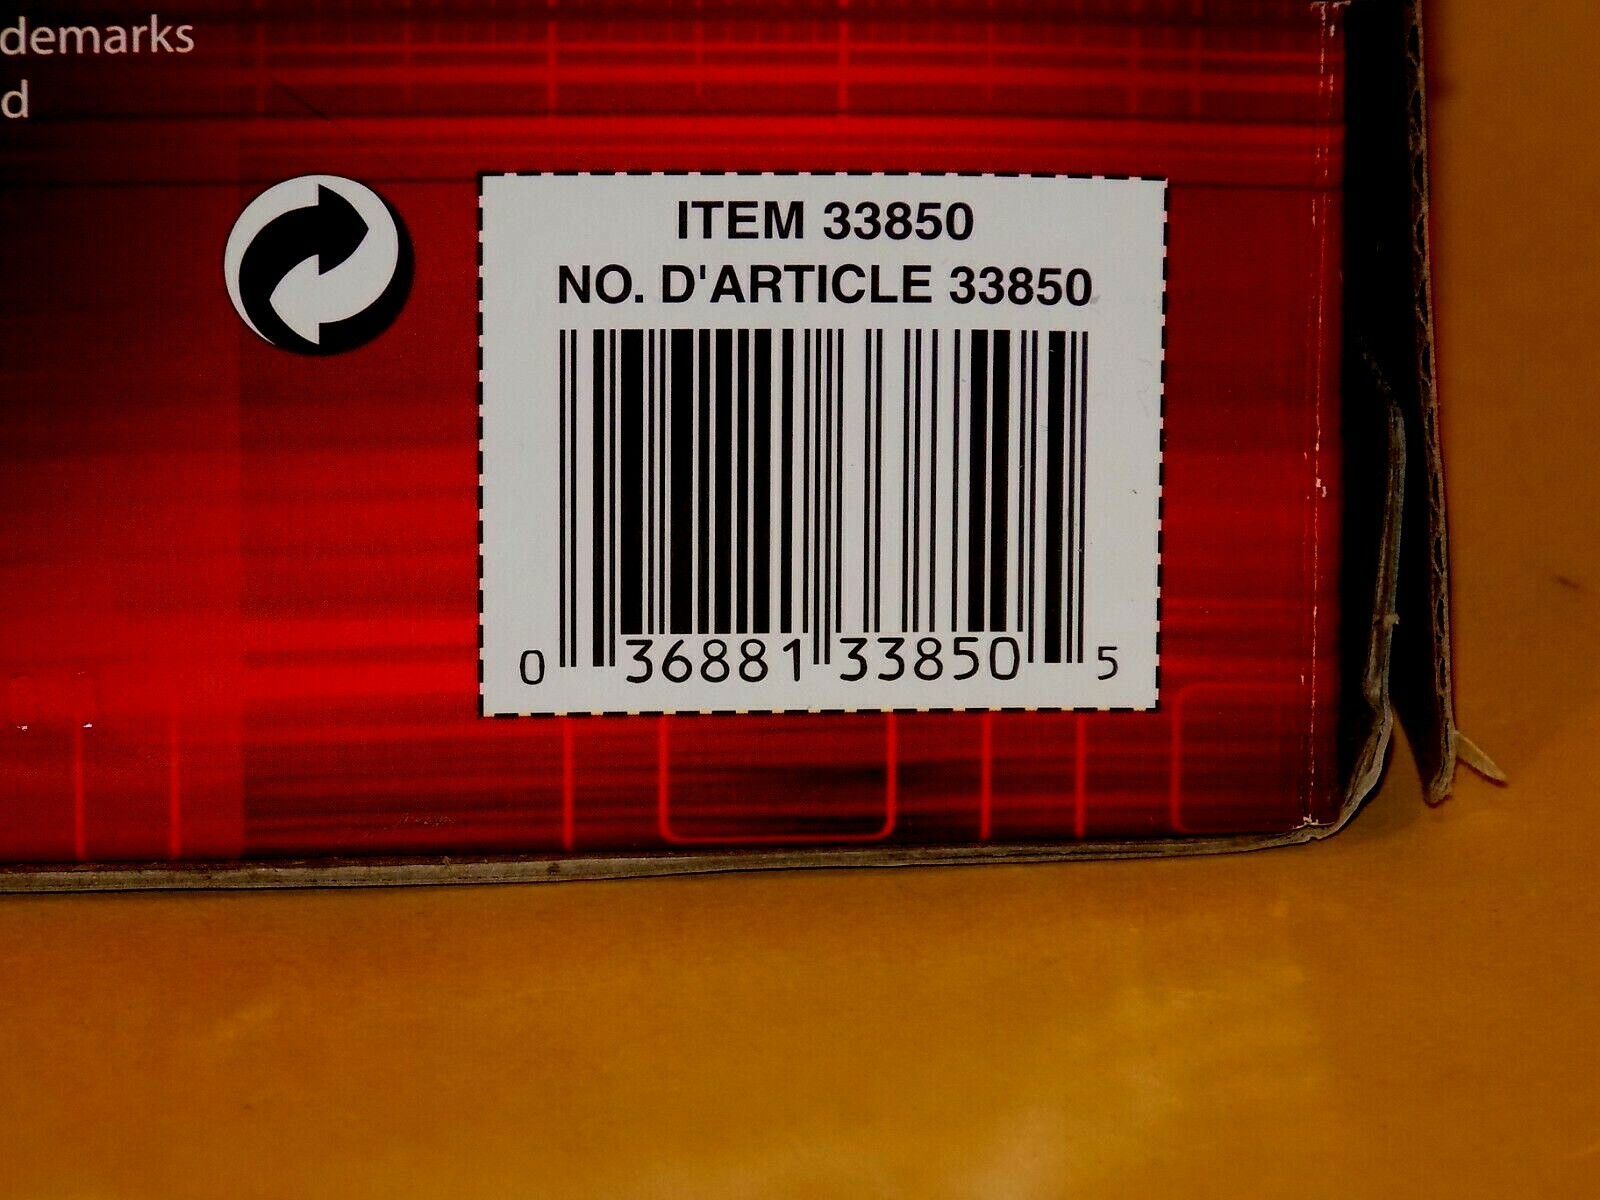 demarks
d
ITEM 33850
NO. D'ARTICLE 33850
0 36881 33850 5